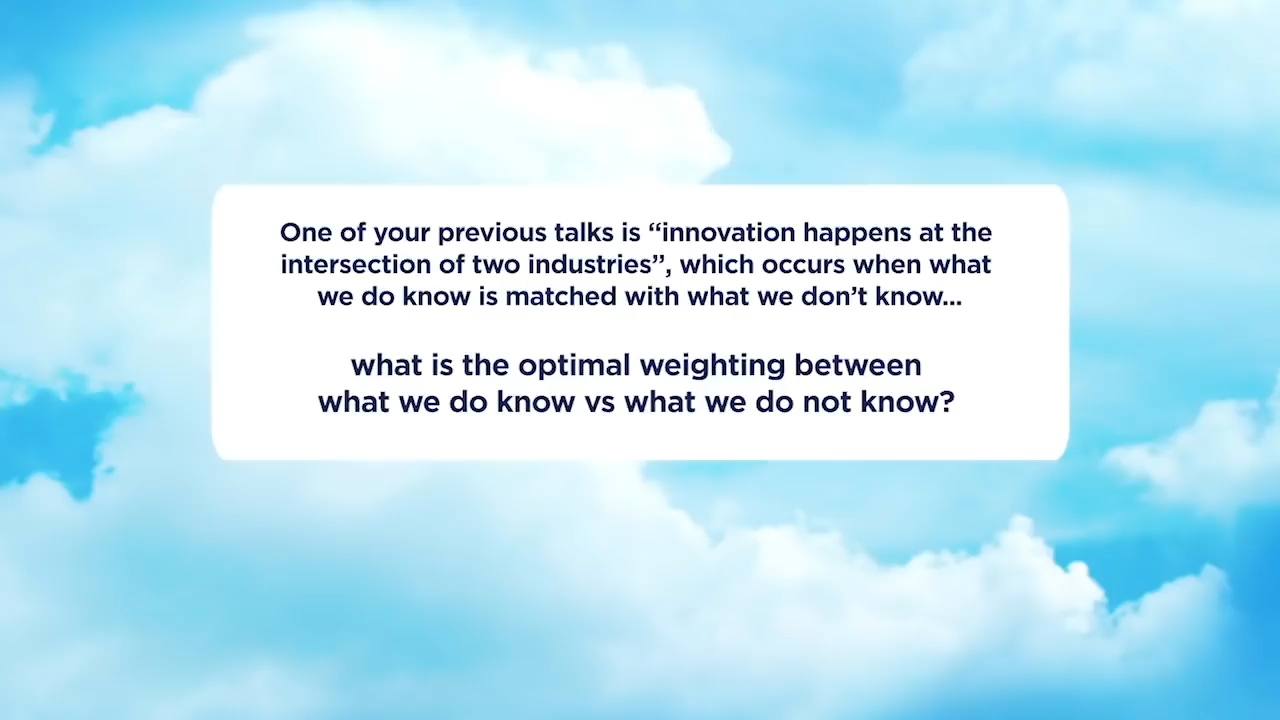 One of your previous talks is “innovation happens at the
intersection of two industries”, which occurs when what
we do know is matched with what we don’t know...
what is the optimal weighting between
what we do know vs what we do not know?